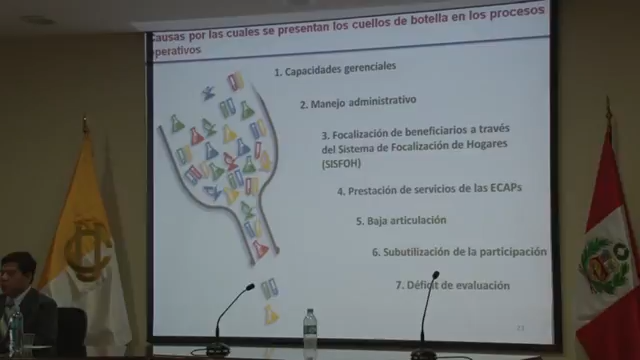 Causas por las cuales se presentan los cuellos de botella en los procesos
operativos
1. Capacidades gerenciales
2. Manejo administrativo
3. Focalización de beneficiarios a través
del Sistema de Focalización de Hogares
(SISFOH)
4. Prestación de servicios de las ECAPs
5. Baja articulación
6. Subutilización de la participación
7. Déficit de evaluación